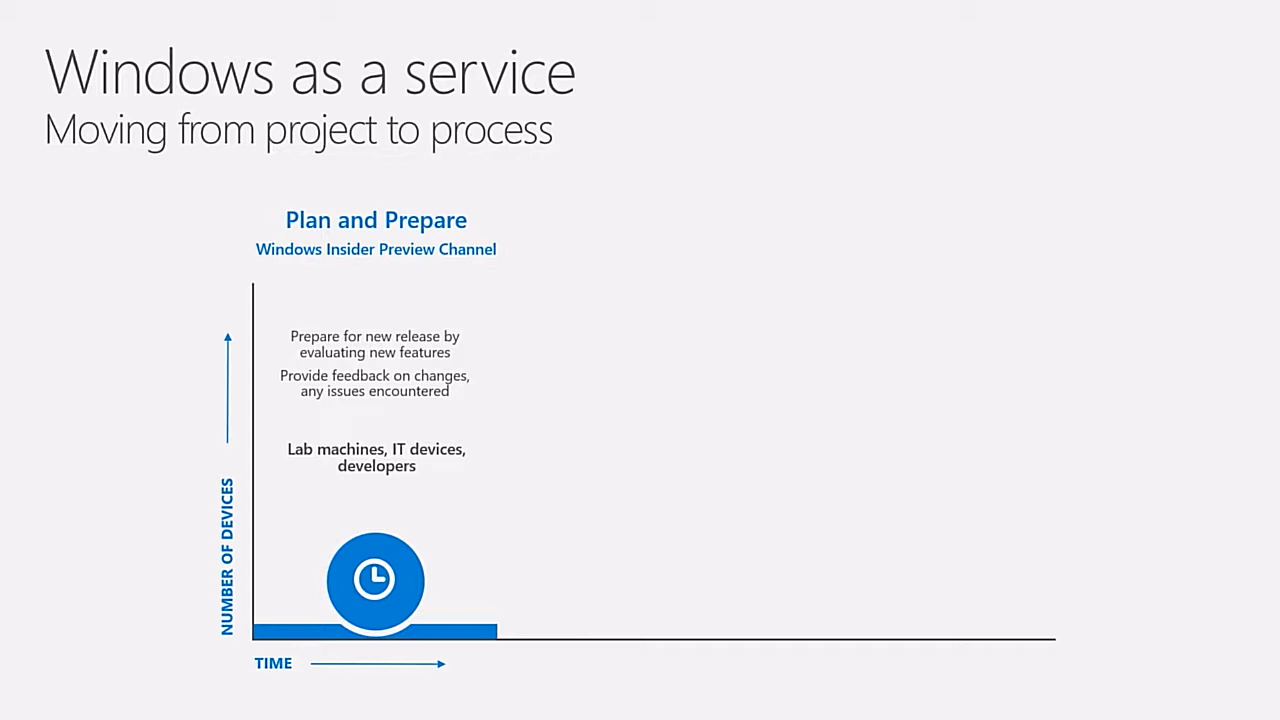 Windows as a service
Moving from project to process
Plan and Prepare
Windows Insider Preview Channel
Prepare for new release by
evaluating new features
Provide feedback on changes,
any issues encountered
Lab machines, IT devices,
developers
NUMBER OF DEVICES
TIME